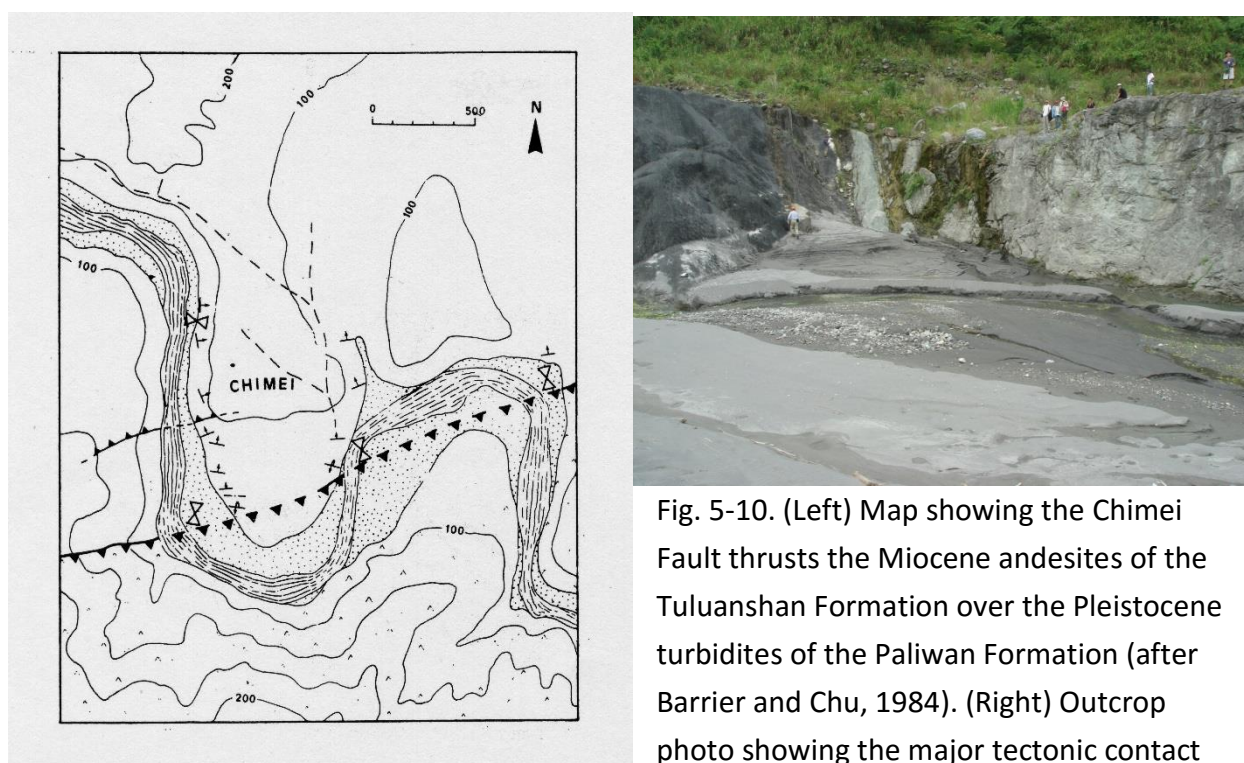 200
100
0
500
N
100
100
CHIMEI
100
200
Fig. 5-10. (Left) Map showing the Chimei
Fault thrusts the Miocene andesites of the
Tuluanshan Formation over the Pleistocene
turbidites of the Paliwan Formation (after
Barrier and Chu, 1984). (Right) Outcrop
photo showing the major tectonic contact